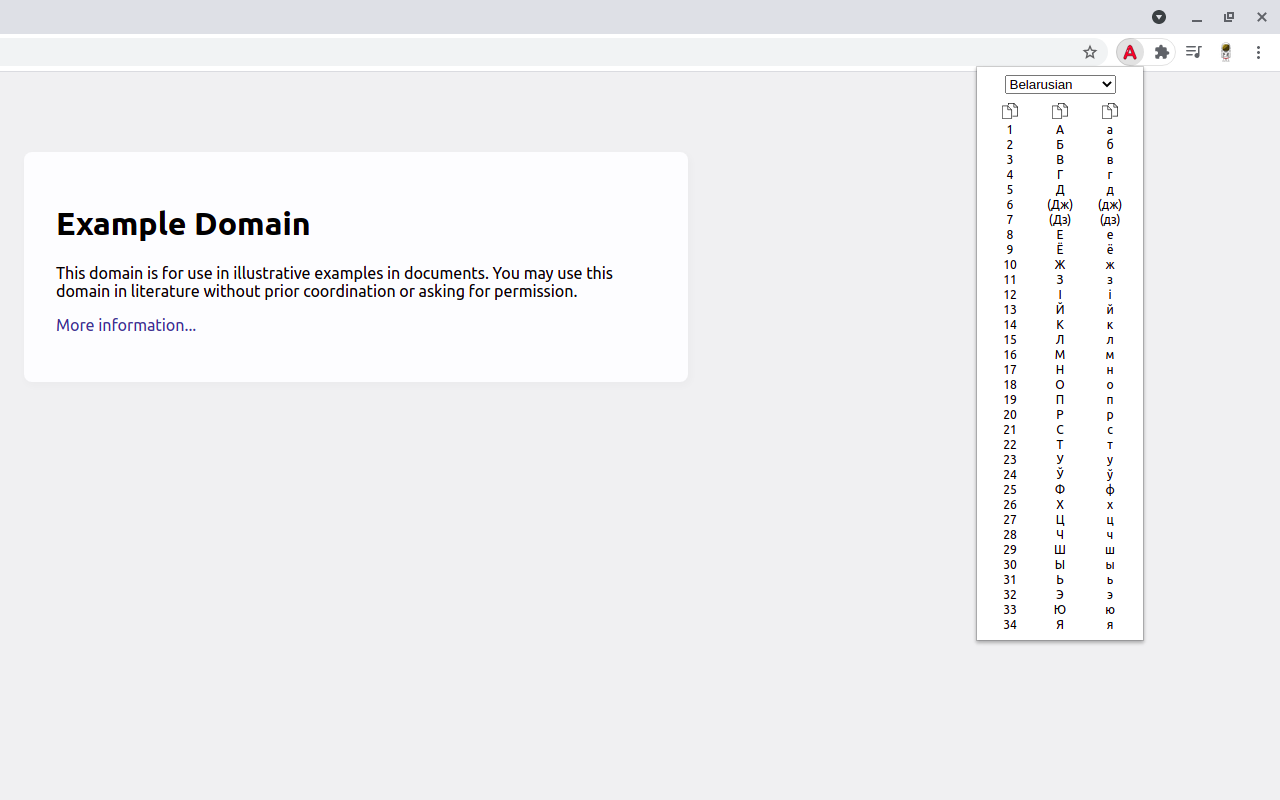 Example Domain
This domain is for use in illustrative examples in documents. You may use this
domain in literature without prior coordination or asking for permission.
More information...
Belarusian
1 А а
2 Б б
3 В в
4 Г г
5 Д д
6 (Дж) (дж)
7 (Дз) (дз)
8 Е е
9 Ё ё
10 Ж ж
11 З з
12 І і
13 Й й
14 К к
15 Л л
16 М м
17 Н н
18 О о
19 П п
20 Р р
21 С с
22 Т т
23 У у
24 Ў ў
25 Ф ф
26 Х х
27 Ц ц
28 Ч ч
29 Ш ш
30 Ы ы
31 Ь ь
32 Э э
33 Ю ю
34 Я я